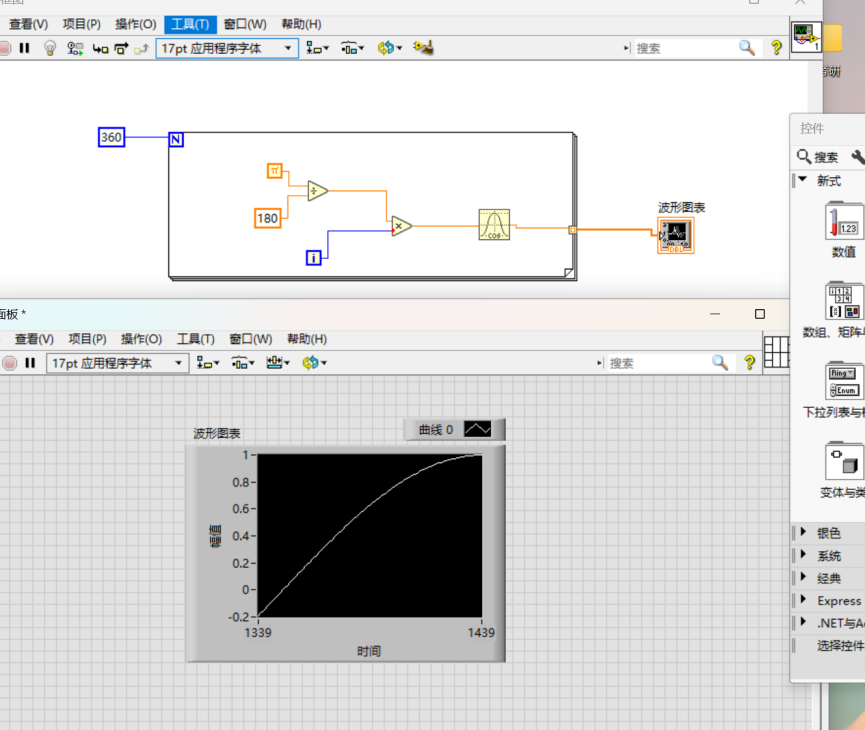 查看(V) 项目(P) 操作(O) 工具(T) 窗口(W) 帮助(H)
17pt 应用程序字体
搜索
1
360
N
π
÷
180
×
i
cos
波形图表
DBL
控件
搜索
新式
1.23
数值
数组、矩阵
Ring
Enum
下拉列表与
变体与类
银色
系统
经典
Express
.NET与A
选择控件
面板 *
查看(V) 项目(P) 操作(O) 工具(T) 窗口(W) 帮助(H)
17pt 应用程序字体
搜索
波形图表
曲线 0
1
0.8
0.6
0.4
0.2
0
-0.2
幅值
1339
1439
时间